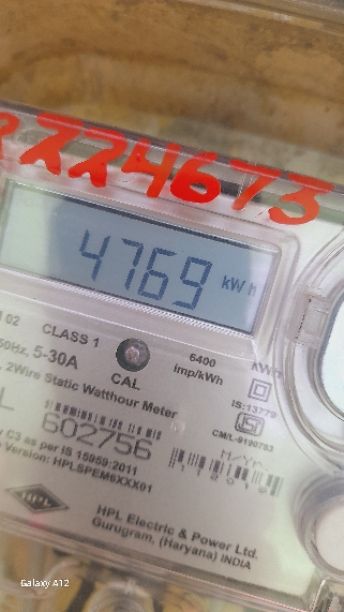 224673
4769 kWh
02 CLASS 1
50Hz, 5-30A
6400
imp/kWh
CAL
2Wire Static Watthour Meter
IS:13779
602756
CM/L-9190783
C3 as per IS 15959:2011
Version: HPLSPEM6XXX01
HPL
HPL Electric & Power Ltd.
Gurugram, (Haryana) INDIA
Galaxy A12